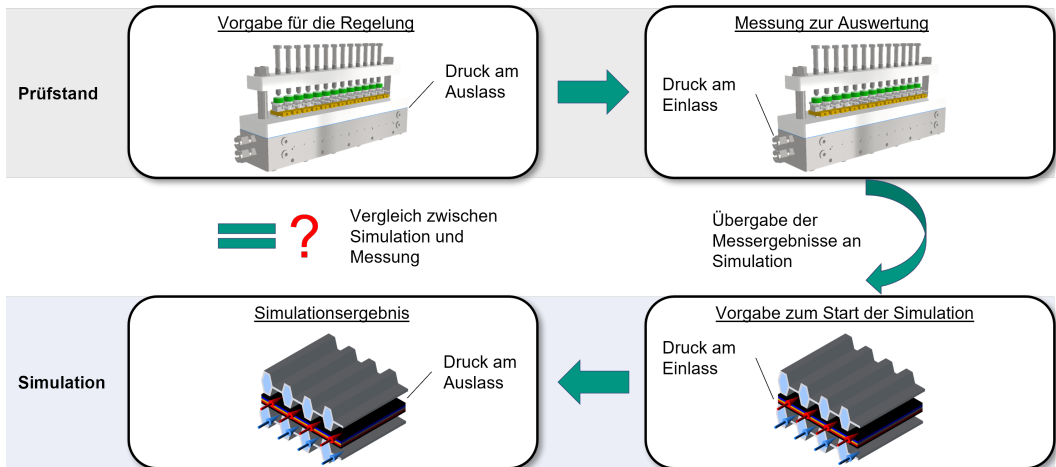 Vorgabe für die Regelung
Messung zur Auswertung
Prüfstand
Druck am
Auslass
Druck am
Einlass
= ?
Vergleich zwischen
Simulation und
Messung
Übergabe der
Messergebnisse an
Simulation
Simulationsergebnis
Vorgabe zum Start der Simulation
Simulation
Druck am
Auslass
Druck am
Einlass